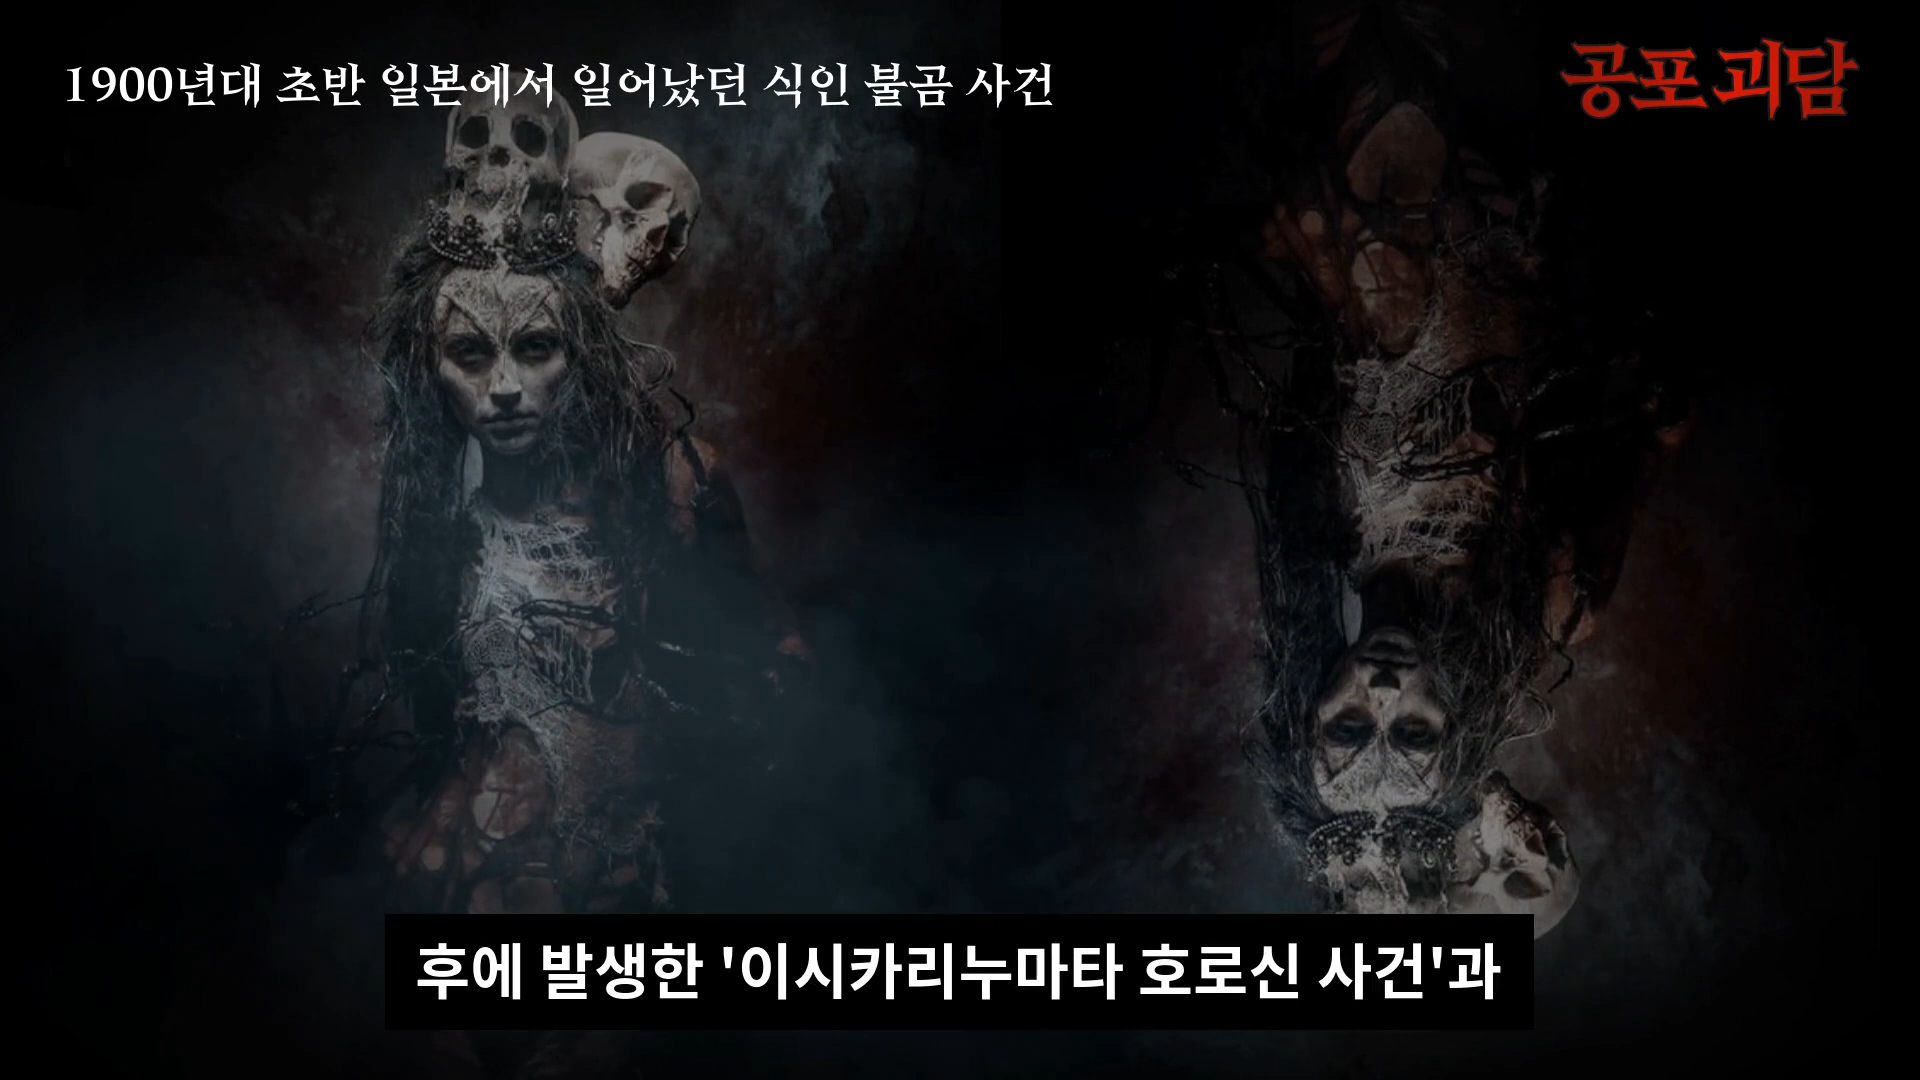 1900년대 초반 일본에서 일어났던 식인 불곰 사건
공포 괴담
후에 발생한 '이시카리누마타 호로신 사건'과